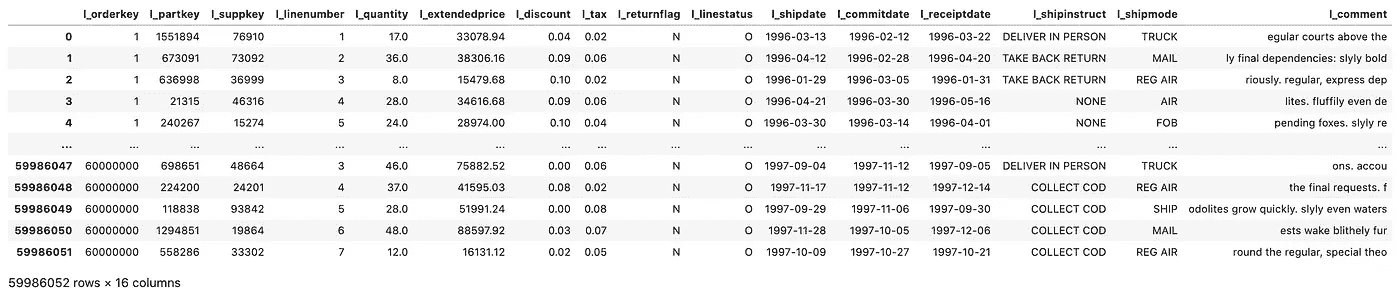 l_orderkey l_partkey l_suppkey l_linenumber l_quantity l_extendedprice l_discount l_tax l_returnflag l_linestatus l_shipdate l_commitdate l_receiptdate l_shipinstruct l_shipmode l_comment
0 1 1551894 76910 1 17.0 33078.94 0.04 0.02 N O 1996-03-13 1996-02-12 1996-03-22 DELIVER IN PERSON TRUCK egular courts above the
1 1 673091 73092 2 36.0 38306.16 0.09 0.06 N O 1996-04-12 1996-02-28 1996-04-20 TAKE BACK RETURN MAIL ly final dependencies: slyly bold
2 1 636998 36999 3 8.0 15479.68 0.10 0.02 N O 1996-01-29 1996-03-05 1996-01-31 TAKE BACK RETURN REG AIR riously. regular, express dep
3 1 21315 46316 4 28.0 34616.68 0.09 0.06 N O 1996-04-21 1996-03-30 1996-05-16 NONE AIR lites. fluffily even de
4 1 240267 15274 5 24.0 28974.00 0.10 0.04 N O 1996-03-30 1996-03-14 1996-04-01 NONE FOB pending foxes. slyly re
... ... ... ... ... ... ... ... ... ... ... ... ... ... ... ... ...
59986047 60000000 698651 48664 3 46.0 75882.52 0.00 0.06 N O 1997-09-04 1997-11-12 1997-09-05 DELIVER IN PERSON TRUCK ons. accou
59986048 60000000 224200 24201 4 37.0 41595.03 0.08 0.02 N O 1997-11-17 1997-11-12 1997-12-14 COLLECT COD REG AIR the final requests. f
59986049 60000000 118838 93842 5 28.0 51991.24 0.00 0.08 N O 1997-09-29 1997-11-06 1997-09-30 COLLECT COD SHIP odolites grow quickly. slyly even waters
59986050 60000000 1294851 19864 6 48.0 88597.92 0.03 0.07 N O 1997-11-28 1997-10-05 1997-12-06 COLLECT COD MAIL ests wake blithely fur
59986051 60000000 558286 33302 7 12.0 16131.12 0.02 0.05 N O 1997-10-09 1997-10-27 1997-10-21 COLLECT COD REG AIR round the regular, special theo
59986052 rows × 16 columns